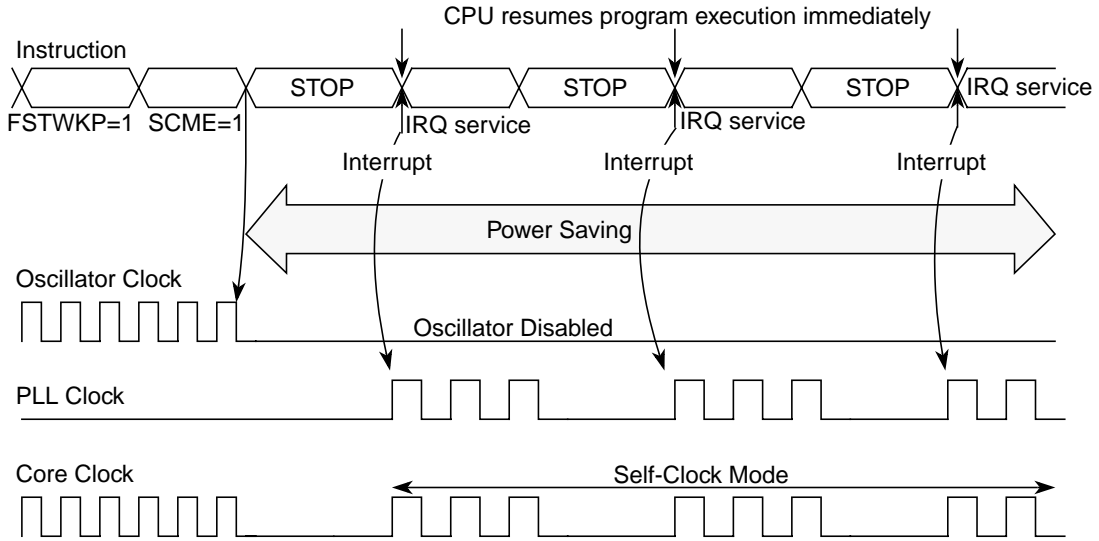 CPU resumes program execution immediately
Instruction
STOP
STOP
STOP
IRQ service
FSTWKP=1
SCME=1
IRQ service
IRQ service
Interrupt
Interrupt
Interrupt
Power Saving
Oscillator Clock
Oscillator Disabled
PLL Clock
Core Clock
Self-Clock Mode